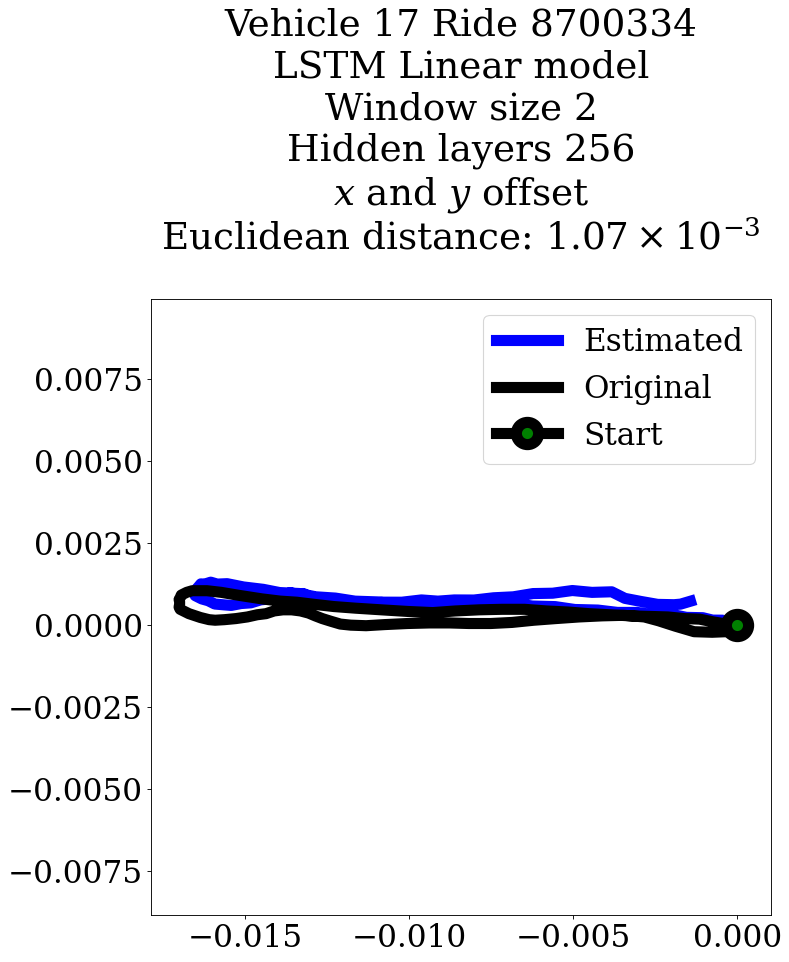 Vehicle 17 Ride 8700334
LSTM Linear model
Window size 2
Hidden layers 256
x and y offset
Euclidean distance: 1.07 × 10⁻³
Estimated
Original
Start
0.0075
0.0050
0.0025
0.0000
−0.0025
−0.0050
−0.0075
−0.015 −0.010 −0.005 0.000